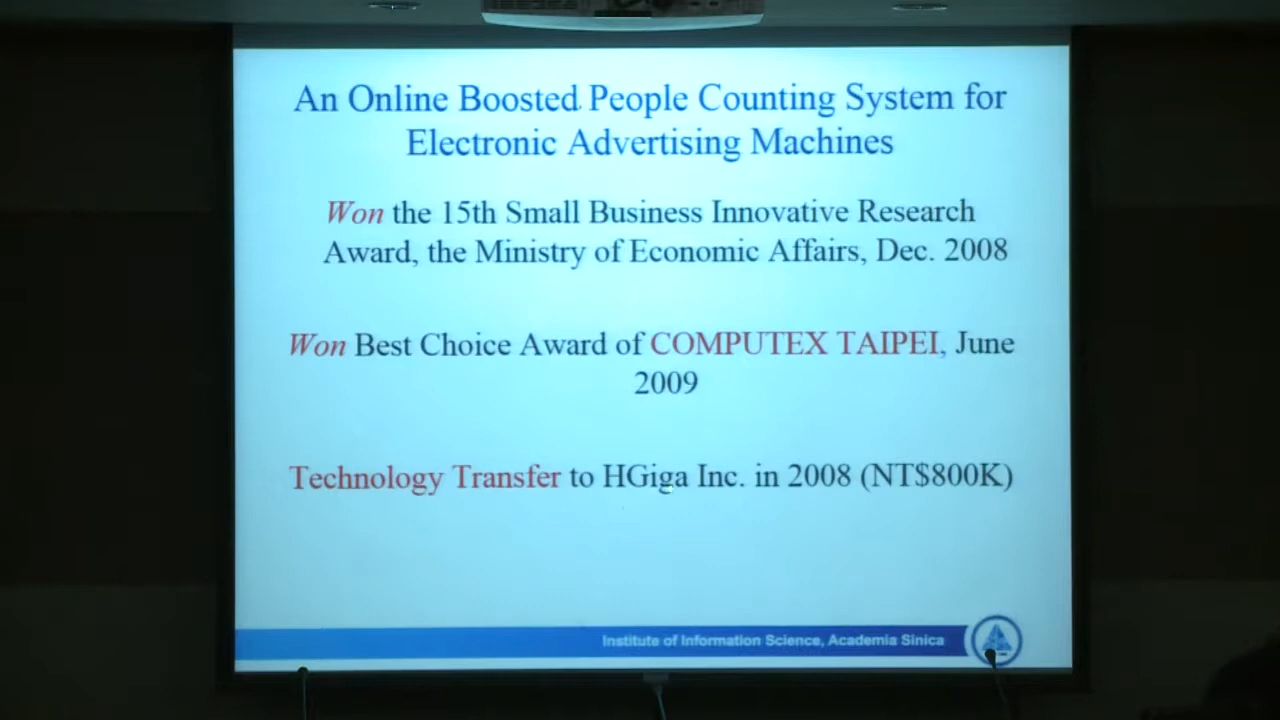 An Online Boosted People Counting System for
Electronic Advertising Machines
Won the 15th Small Business Innovative Research
Award, the Ministry of Economic Affairs, Dec. 2008
Won Best Choice Award of COMPUTEX TAIPEI, June
2009
Technology Transfer to HGiga Inc. in 2008 (NT$800K)
Institute of Information Science, Academia Sinica